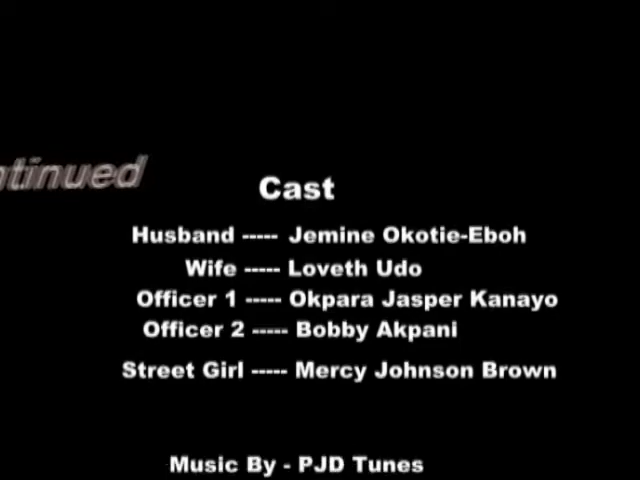 Cast
Husband ----- Jemine Okotie-Eboh
Wife ----- Loveth Udo
Officer 1 ----- Okpara Jasper Kanayo
Officer 2 ----- Bobby Akpani
Street Girl ----- Mercy Johnson Brown
Music By - PJD Tunes